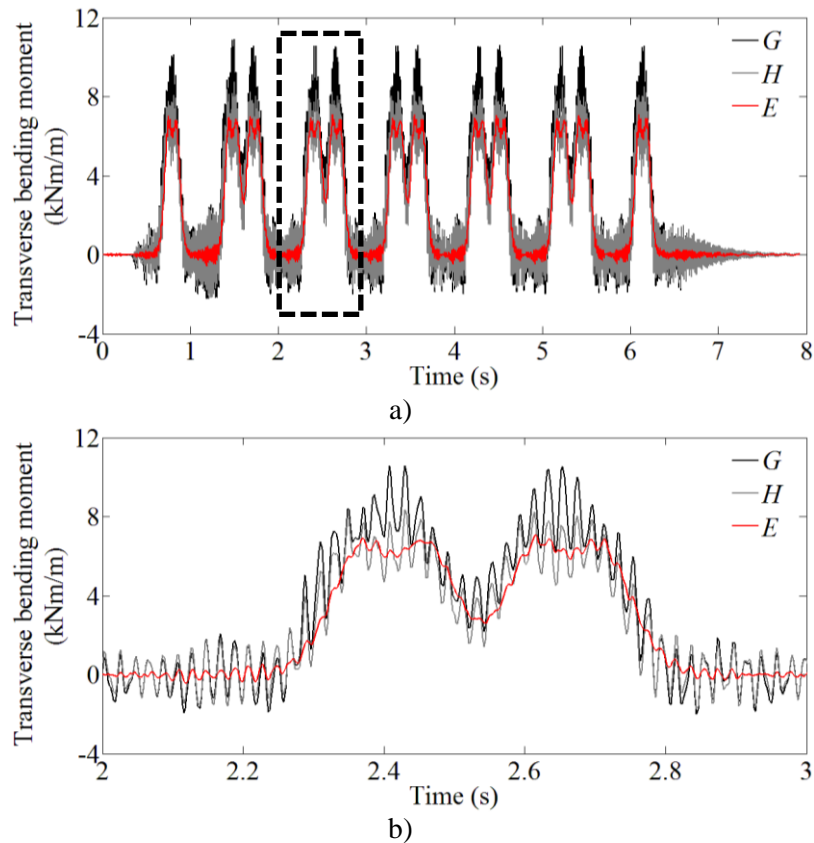 12
8
4
0
-4
Transverse bending moment
(kNm/m)
G
H
E
0 1 2 3 4 5 6 7 8
Time (s)
a)
12
8
4
0
-4
Transverse bending moment
(kNm/m)
G
H
E
2 2.2 2.4 2.6 2.8 3
Time (s)
b)